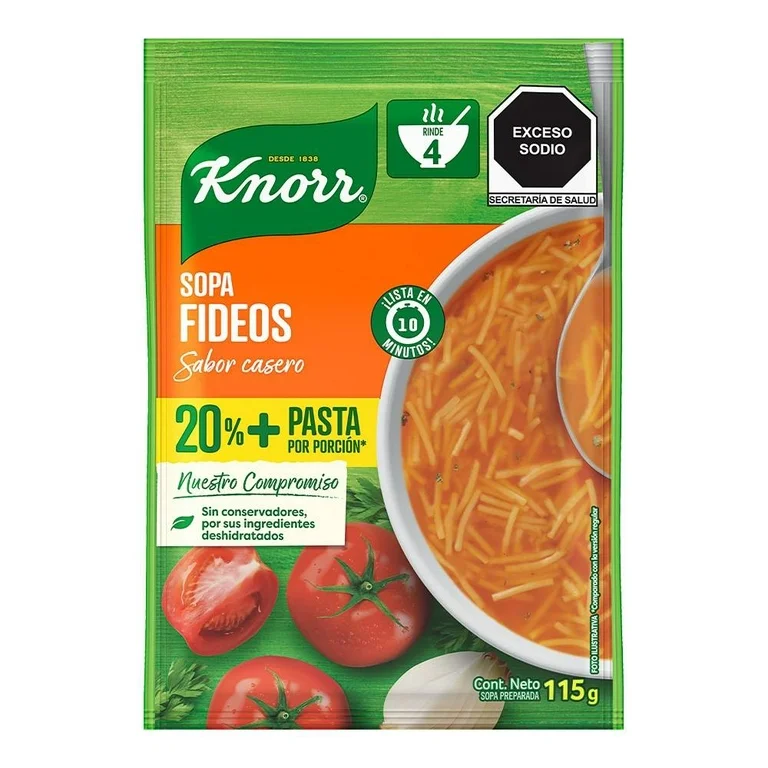 DESDE 1838
Knorr®
RINDE
4
EXCESO
SODIO
SECRETARÍA DE SALUD
SOPA
FIDEOS
Sabor casero
¡LISTA EN
10
MINUTOS!
20% + PASTA
POR PORCIÓN*
Nuestro Compromiso
Sin conservadores,
por sus ingredientes
deshidratados
Cont. Neto
SOPA PREPARADA
115 g
FOTO ILUSTRATIVA *Comparado con la versión regular